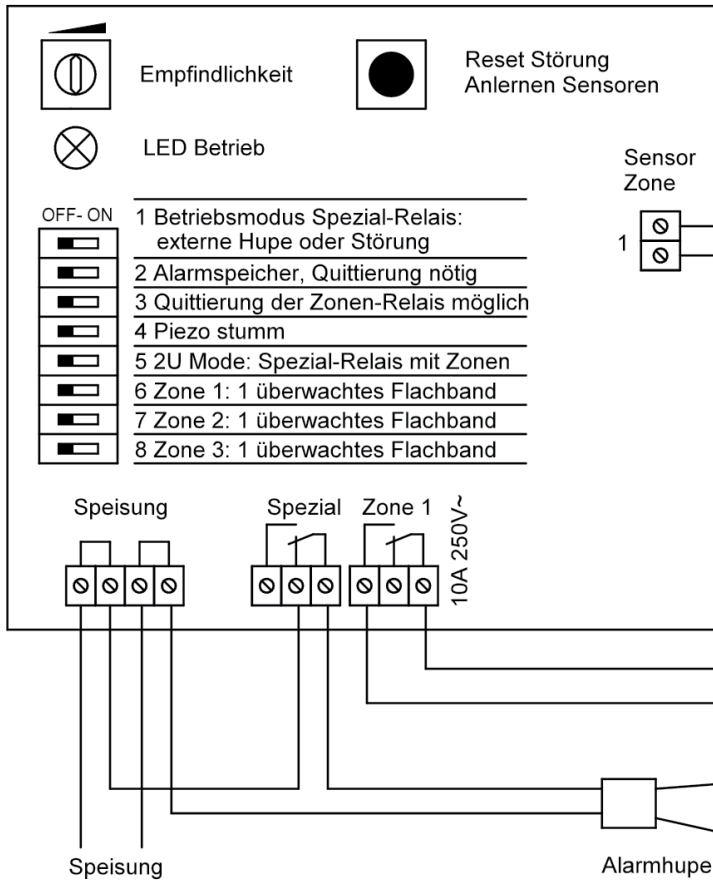 Empfindlichkeit
Reset Störung
Anlernen Sensoren
LED Betrieb
Sensor
Zone
1
OFF- ON
1 Betriebsmodus Spezial-Relais:
externe Hupe oder Störung
2 Alarmspeicher, Quittierung nötig
3 Quittierung der Zonen-Relais möglich
4 Piezo stumm
5 2U Mode: Spezial-Relais mit Zonen
6 Zone 1: 1 überwachtes Flachband
7 Zone 2: 1 überwachtes Flachband
8 Zone 3: 1 überwachtes Flachband
Speisung
Spezial
Zone 1
10A 250V~
Speisung
Alarmhupe